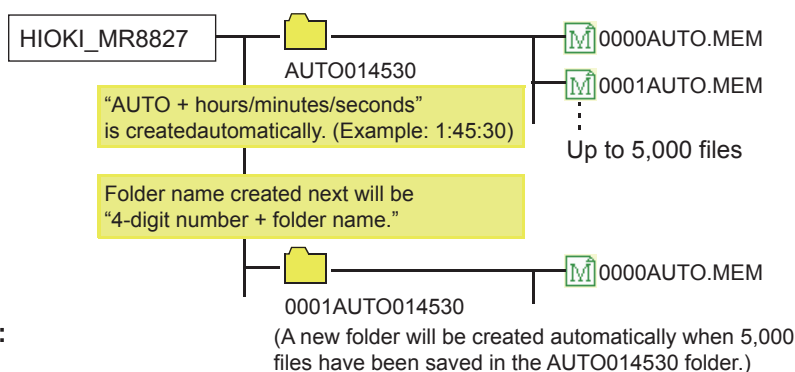 HIOKI_MR8827
AUTO014530
0000AUTO.MEM
0001AUTO.MEM
Up to 5,000 files
“AUTO + hours/minutes/seconds”
is createdautomatically. (Example: 1:45:30)
Folder name created next will be
“4-digit number + folder name.”
0001AUTO014530
0000AUTO.MEM
:
(A new folder will be created automatically when 5,000
files have been saved in the AUTO014530 folder.)